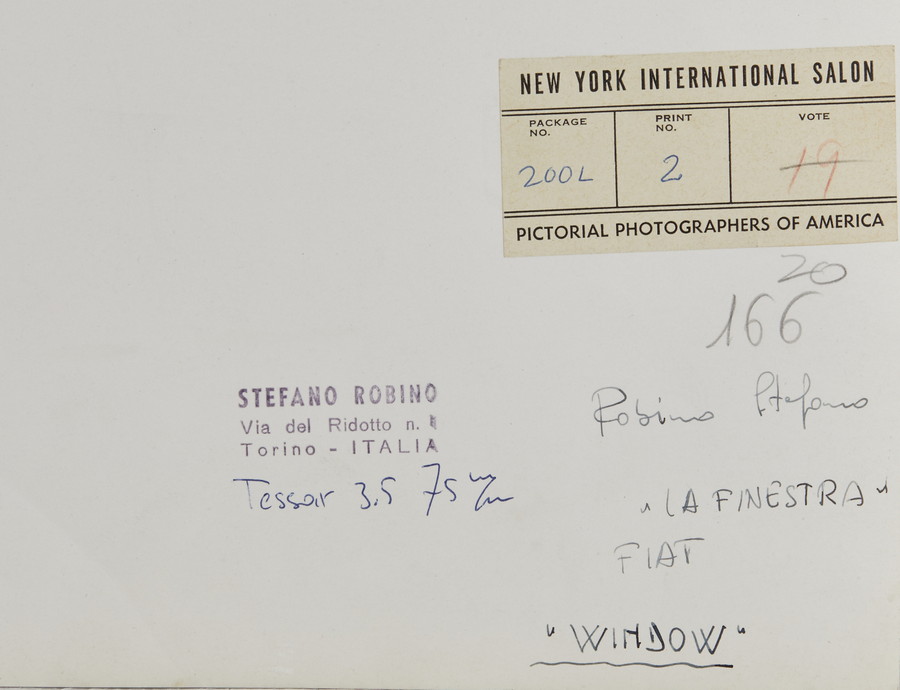 NEW YORK INTERNATIONAL SALON
PACKAGE NO.
PRINT NO.
VOTE
200L
2
19
PICTORIAL PHOTOGRAPHERS OF AMERICA
20
166
STEFANO ROBINO
Via del Ridotto n.
Torino - ITALIA
Tessar 3.5 75 m/m
Robino Stefano
"LA FINESTRA"
FIAT
"WINDOW"